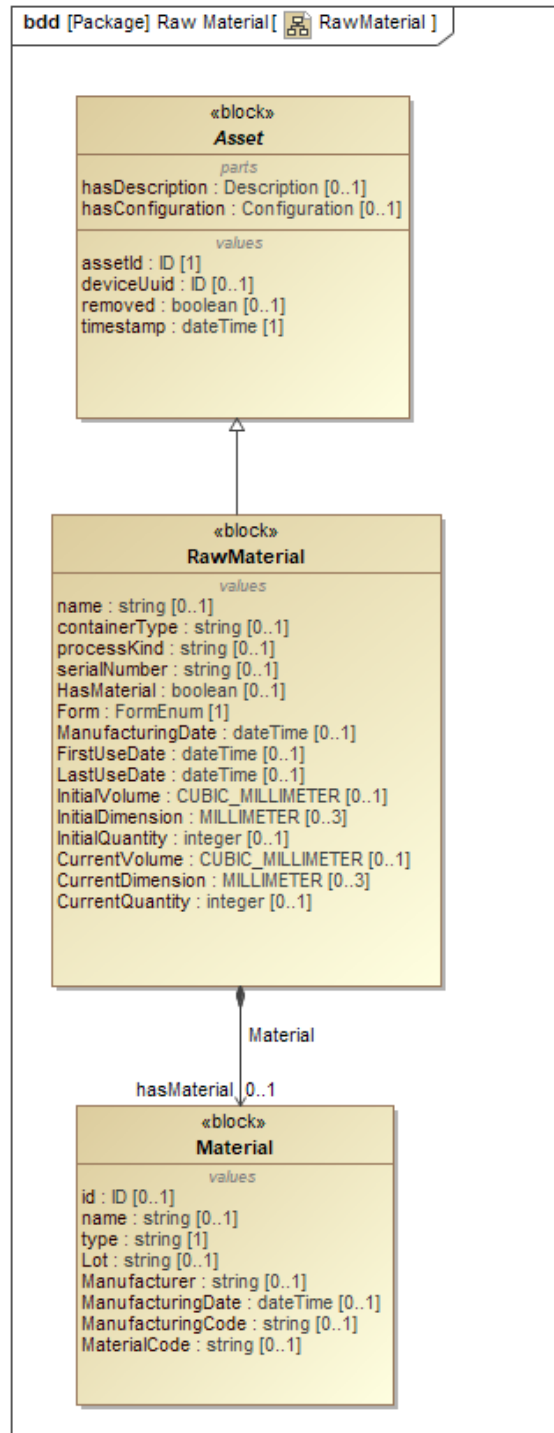 bdd [Package] Raw Material[ RawMaterial ]
«block»
Asset
parts
hasDescription : Description [0..1]
hasConfiguration : Configuration [0..1]
values
assetId : ID [1]
deviceUuid : ID [0..1]
removed : boolean [0..1]
timestamp : dateTime [1]
«block»
RawMaterial
values
name : string [0..1]
containerType : string [0..1]
processKind : string [0..1]
serialNumber : string [0..1]
HasMaterial : boolean [0..1]
Form : FormEnum [1]
ManufacturingDate : dateTime [0..1]
FirstUseDate : dateTime [0..1]
LastUseDate : dateTime [0..1]
InitialVolume : CUBIC_MILLIMETER [0..1]
InitialDimension : MILLIMETER [0..3]
InitialQuantity : integer [0..1]
CurrentVolume : CUBIC_MILLIMETER [0..1]
CurrentDimension : MILLIMETER [0..3]
CurrentQuantity : integer [0..1]
Material
hasMaterial 0..1
«block»
Material
values
id : ID [0..1]
name : string [0..1]
type : string [1]
Lot : string [0..1]
Manufacturer : string [0..1]
ManufacturingDate : dateTime [0..1]
ManufacturingCode : string [0..1]
MaterialCode : string [0..1]